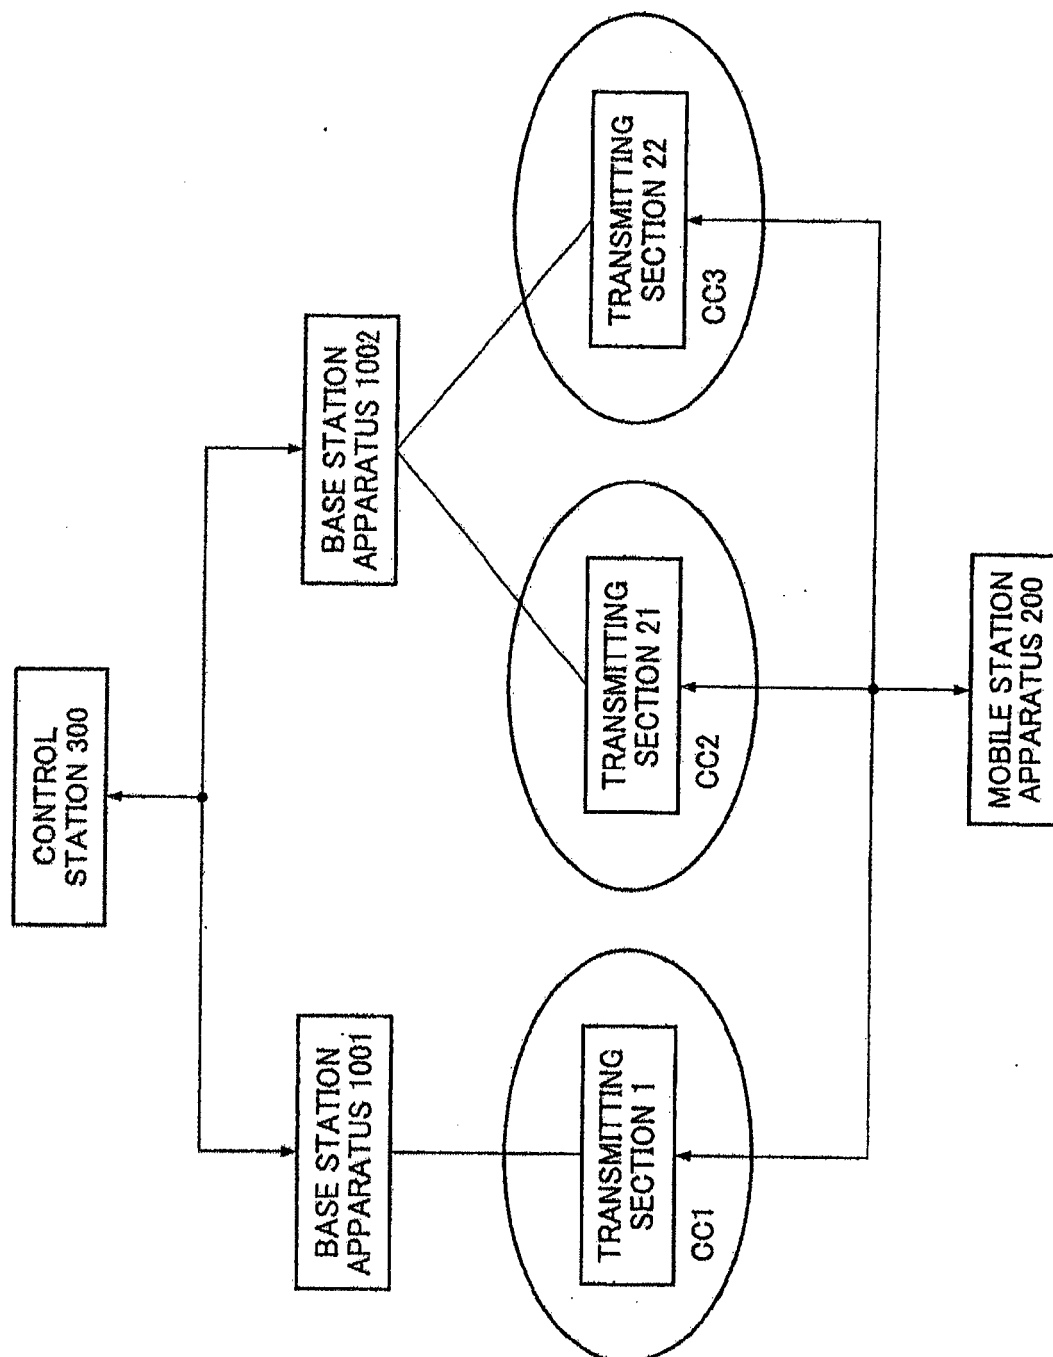 CONTROL
STATION 300
BASE STATION
APPARATUS 1001
BASE STATION
APPARATUS 1002
TRANSMITTING
SECTION 1
CC1
TRANSMITTING
SECTION 21
CC2
TRANSMITTING
SECTION 22
CC3
MOBILE STATION
APPARATUS 200